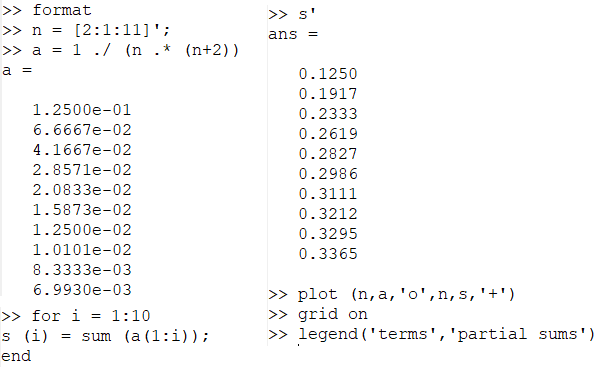 >> format
>> n = [2:1:11]';
>> a = 1 ./ (n .* (n+2))
a =
1.2500e-01
6.6667e-02
4.1667e-02
2.8571e-02
2.0833e-02
1.5873e-02
1.2500e-02
1.0101e-02
8.3333e-03
6.9930e-03
>> for i = 1:10
s (i) = sum (a(1:i));
end
>> s'
ans =
0.1250
0.1917
0.2333
0.2619
0.2827
0.2986
0.3111
0.3212
0.3295
0.3365
>> plot (n,a,'o',n,s,'+')
>> grid on
>> legend('terms','partial sums')